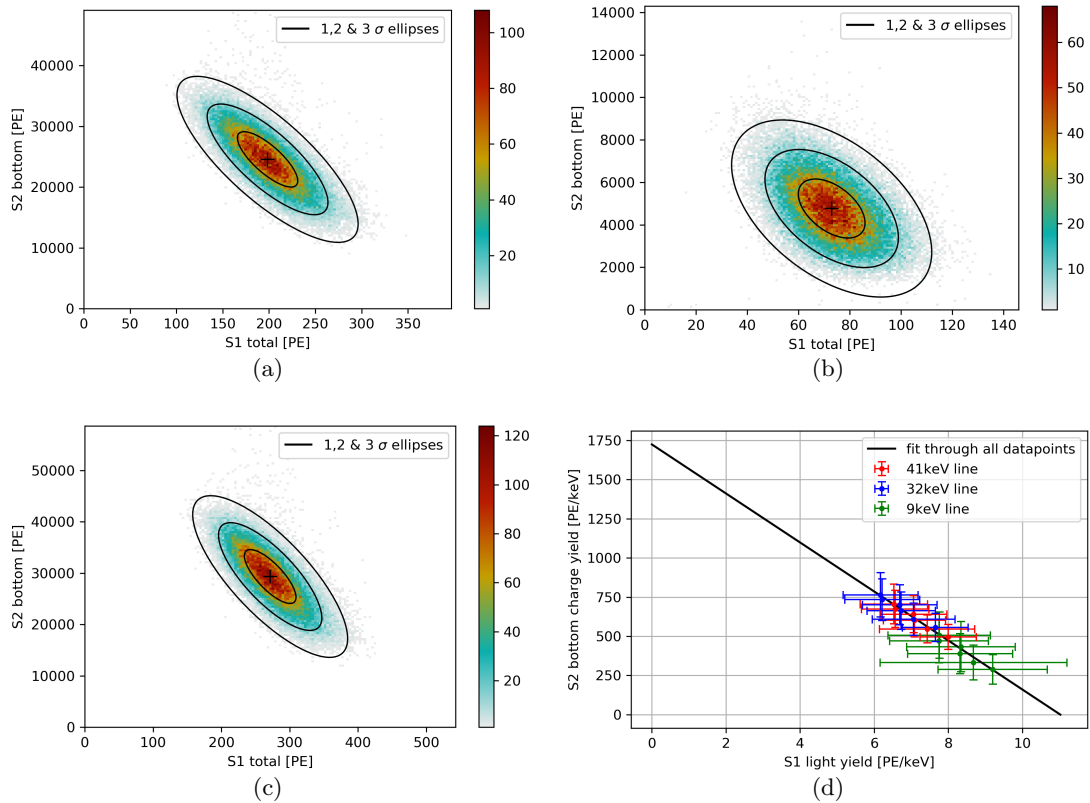 1,2 & 3 σ ellipses
S2 bottom [PE]
40000
30000
20000
10000
0
0 50 100 150 200 250 300 350
S1 total [PE]
100
80
60
40
20
(a)
1,2 & 3 σ ellipses
S2 bottom [PE]
14000
12000
10000
8000
6000
4000
2000
0
0 20 40 60 80 100 120 140
S1 total [PE]
60
50
40
30
20
10
(b)
1,2 & 3 σ ellipses
S2 bottom [PE]
50000
40000
30000
20000
10000
0
0 100 200 300 400 500
S1 total [PE]
120
100
80
60
40
20
(c)
fit through all datapoints
41keV line
32keV line
9keV line
S2 bottom charge yield [PE/keV]
1750
1500
1250
1000
750
500
250
0
0 2 4 6 8 10
S1 light yield [PE/keV]
(d)